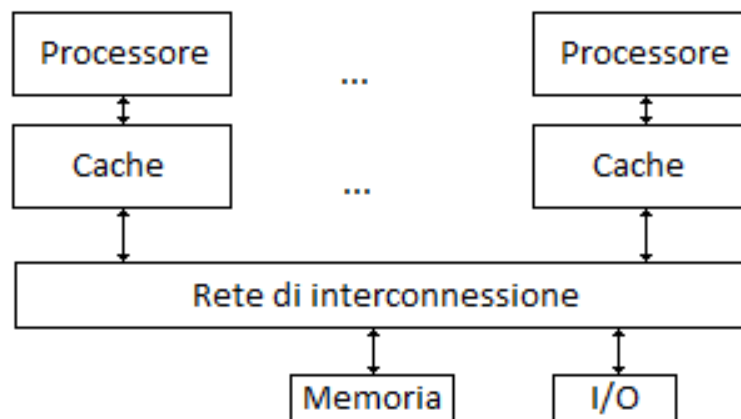 Processore ... Processore
Cache ... Cache
Rete di interconnessione
Memoria I/O